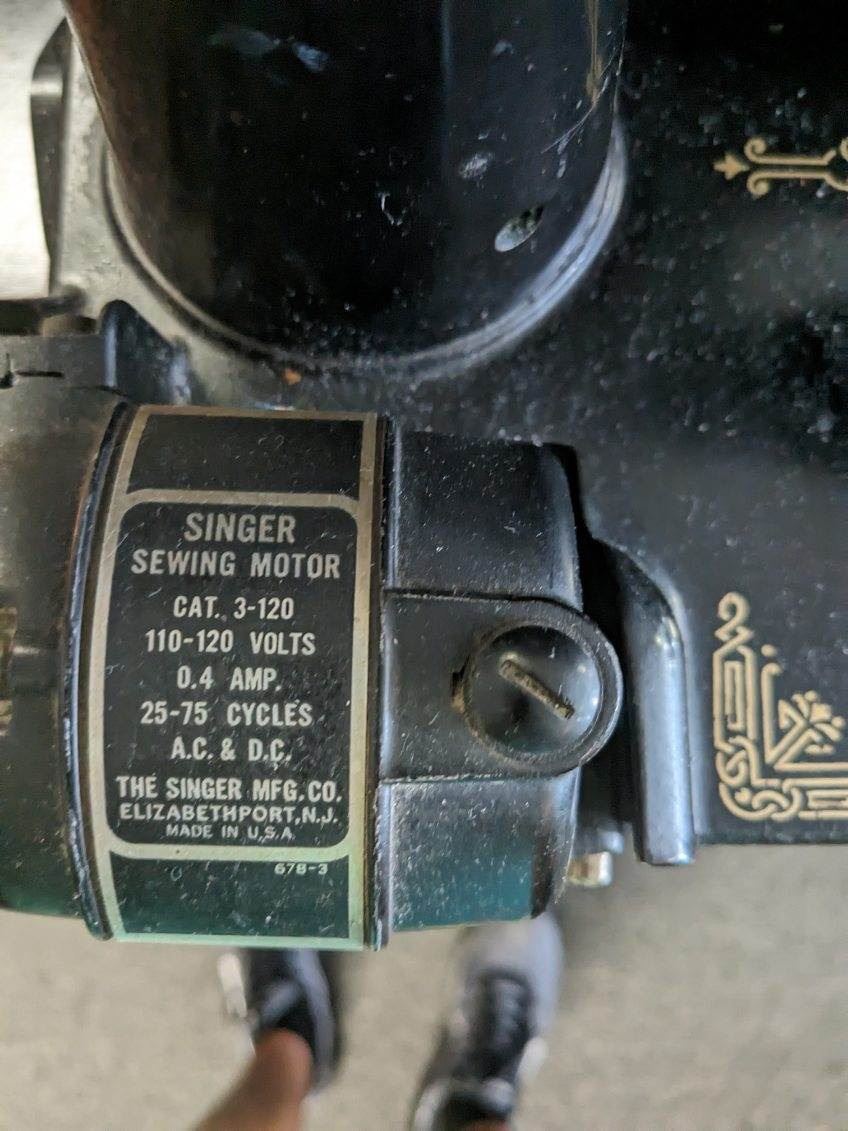 SINGER
SEWING MOTOR
CAT. 3-120
110-120 VOLTS
0.4 AMP.
25-75 CYCLES
A.C. & D.C.
THE SINGER MFG. CO.
ELIZABETHPORT, N.J.
MADE IN U.S.A
678-3